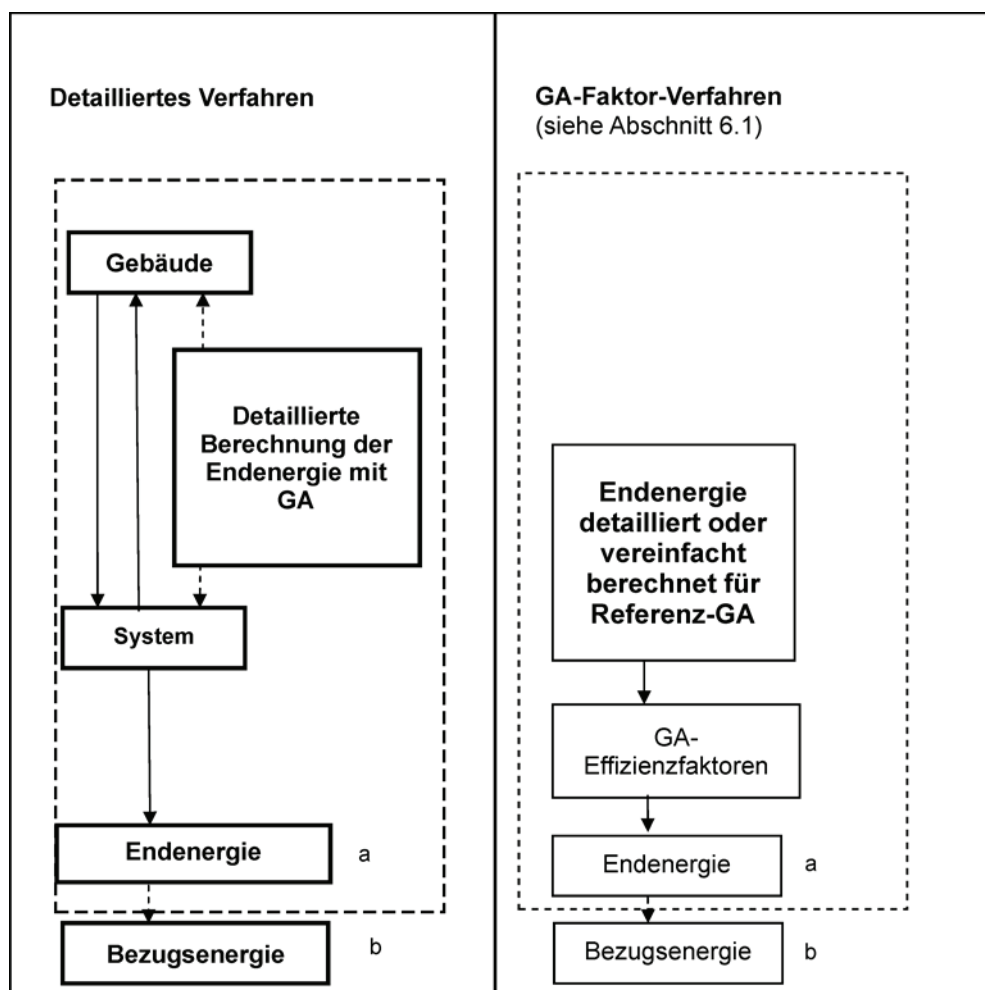 Detailliertes Verfahren
Gebäude
Detaillierte
Berechnung der
Endenergie mit
GA
System
Endenergie
a
Bezugsenergie
b
GA-Faktor-Verfahren
(siehe Abschnitt 6.1)
Endenergie
detailliert oder
vereinfacht
berechnet für
Referenz-GA
GA-
Effizienzfaktoren
Endenergie
a
Bezugsenergie
b